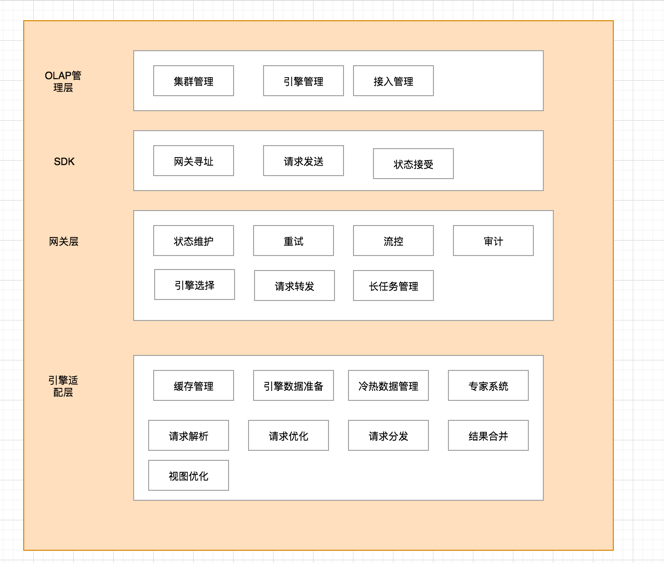 OLAP管
理层
集群管理
引擎管理
接入管理
SDK
网关寻址
请求发送
状态接受
网关层
状态维护
重试
流控
审计
引擎选择
请求转发
长任务管理
引擎适
配层
缓存管理
引擎数据准备
冷热数据管理
专家系统
请求解析
请求优化
请求分发
结果合并
视图优化